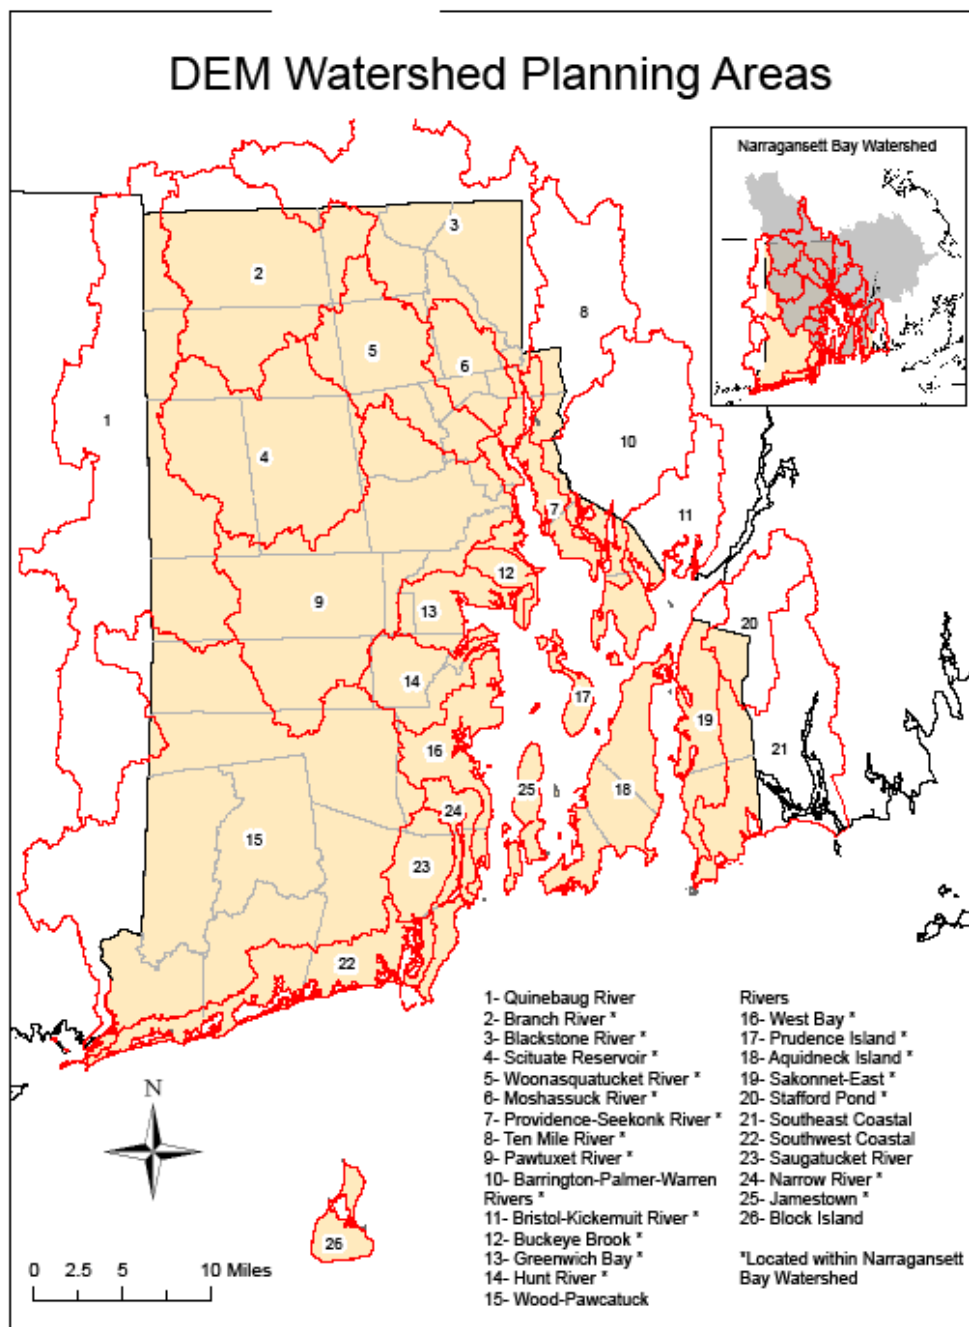 DEM Watershed Planning Areas
Narragansett Bay Watershed
3
2
8
5
6
1
10
4
7
11
12
9
13
20
14
17
19
16
21
25
b
18
24
15
23
22
26
N
0 2.5 5 10 Miles
1- Quinebaug River
2- Branch River *
3- Blackstone River *
4- Scituate Reservoir *
5- Woonasquatucket River *
6- Moshassuck River *
7- Providence-Seekonk River *
8- Ten Mile River *
9- Pawtuxet River *
10- Barrington-Palmer-Warren
Rivers *
11- Bristol-Kickemuit River *
12- Buckeye Brook *
13- Greenwich Bay *
14- Hunt River *
15- Wood-Pawcatuck
Rivers
16- West Bay *
17- Prudence Island *
18- Aquidneck Island *
19- Sakonnet-East *
20- Stafford Pond *
21- Southeast Coastal
22- Southwest Coastal
23- Saugatucket River
24- Narrow River *
25- Jamestown *
26- Block Island
*Located within Narragansett
Bay Watershed